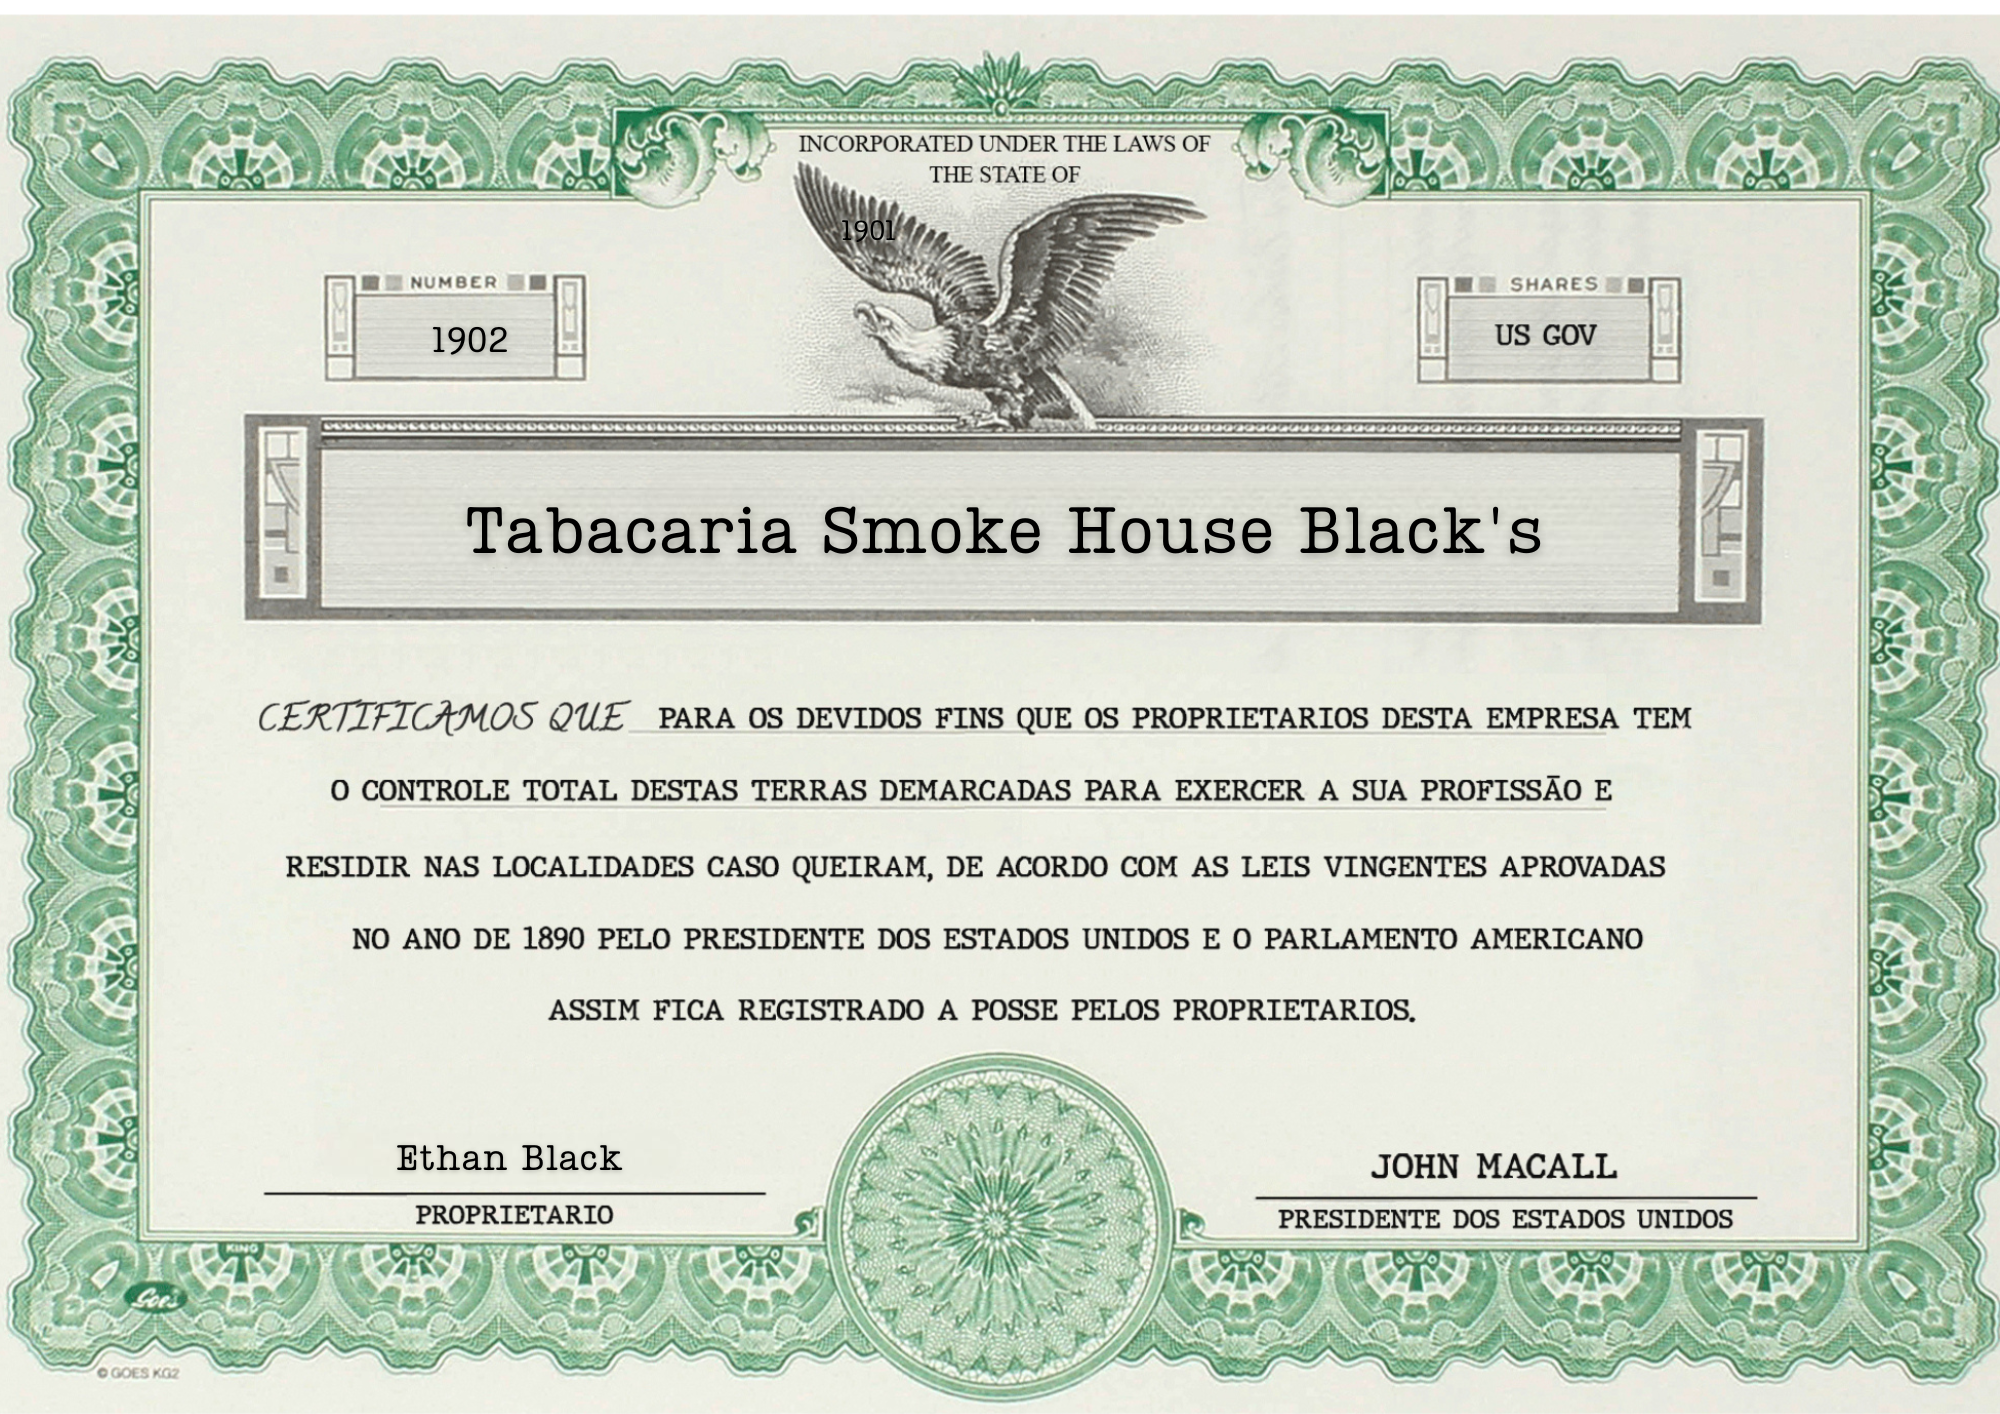 INCORPORATED UNDER THE LAWS OF
THE STATE OF
1901
NUMBER
1902
SHARES
US GOV
Tabacaria Smoke House Black's
CERTIFICAMOS QUE PARA OS DEVIDOS FINS QUE OS PROPRIETARIOS DESTA EMPRESA TEM
O CONTROLE TOTAL DESTAS TERRAS DEMARCADAS PARA EXERCER A SUA PROFISSÃO E
RESIDIR NAS LOCALIDADES CASO QUEIRAM, DE ACORDO COM AS LEIS VINGENTES APROVADAS
NO ANO DE 1890 PELO PRESIDENTE DOS ESTADOS UNIDOS E O PARLAMENTO AMERICANO
ASSIM FICA REGISTRADO A POSSE PELOS PROPRIETARIOS.
Ethan Black
PROPRIETARIO
JOHN MACALL
PRESIDENTE DOS ESTADOS UNIDOS
KING
Goes
© GOES KG2